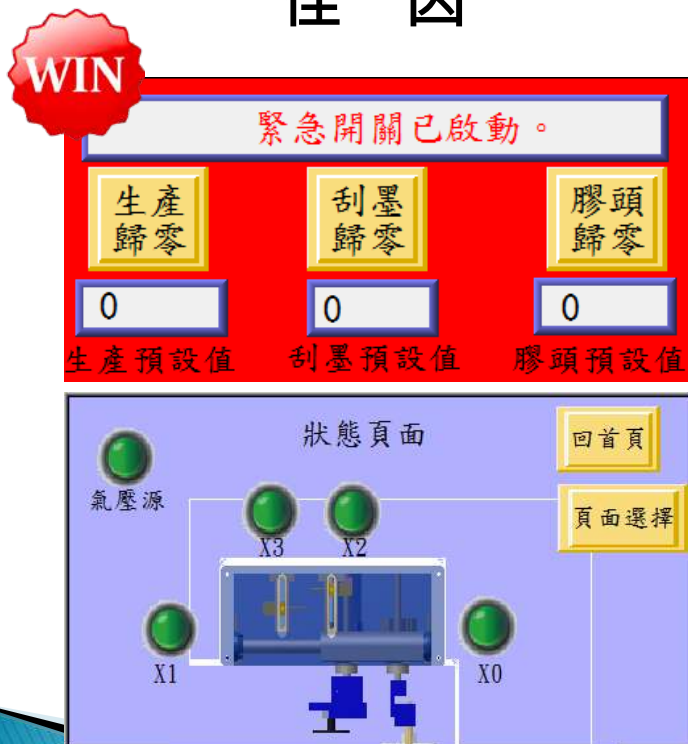 佳 因
WIN
緊急開關已啟動。
生產
歸零
刮墨
歸零
膠頭
歸零
0
0
0
生產預設值
刮墨預設值
膠頭預設值
狀態頁面
回首頁
氣壓源
頁面選擇
X3
X2
X1
X0